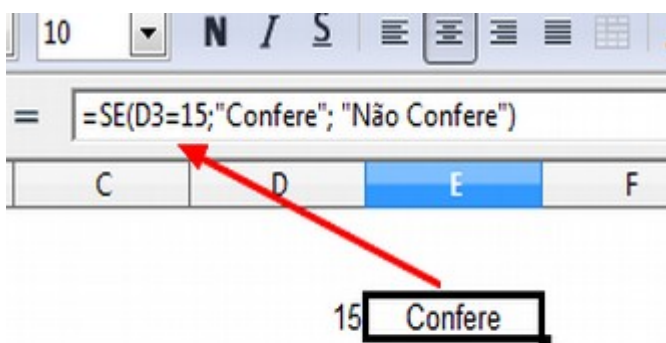 10 N I S
= =SE(D3=15;"Confere"; "Não Confere")
C D E F
15 Confere